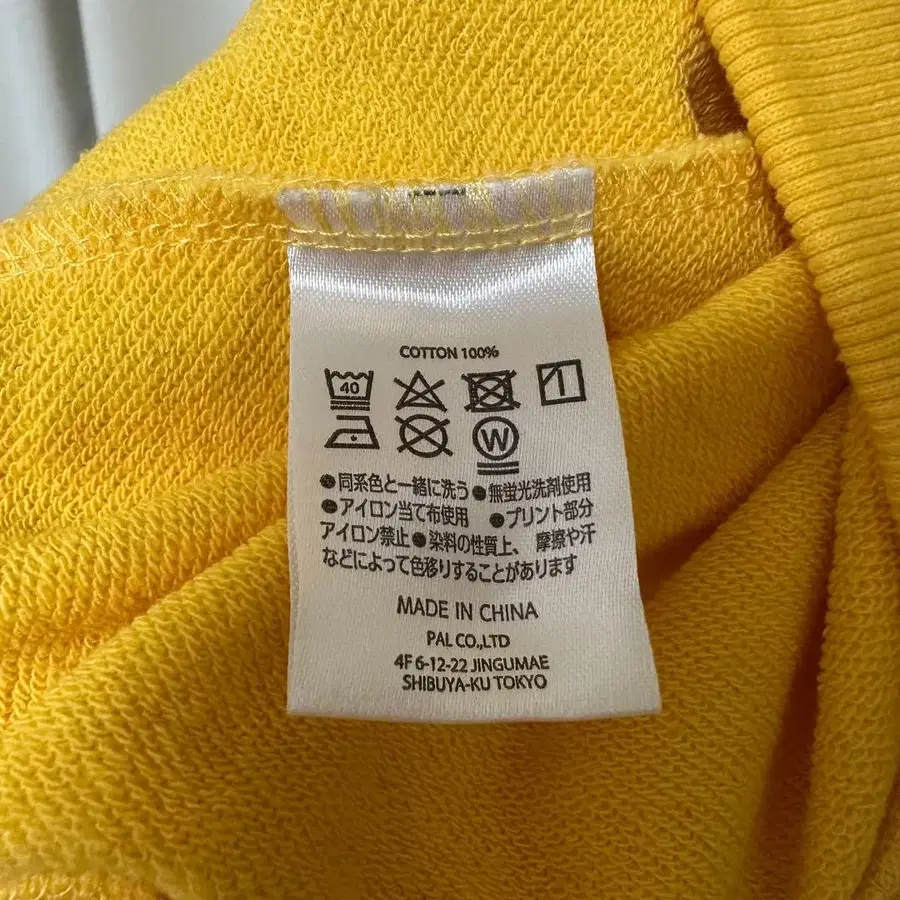 COTTON 100%
40
W
●同系色と一緒に洗う●無蛍光洗剤使用
●アイロン当て布使用 ●プリント部分
アイロン禁止●染料の性質上、摩擦や汗
などによって色移りすることがあります
MADE IN CHINA
PAL CO.,LTD
4F 6-12-22 JINGUMAE
SHIBUYA-KU TOKYO